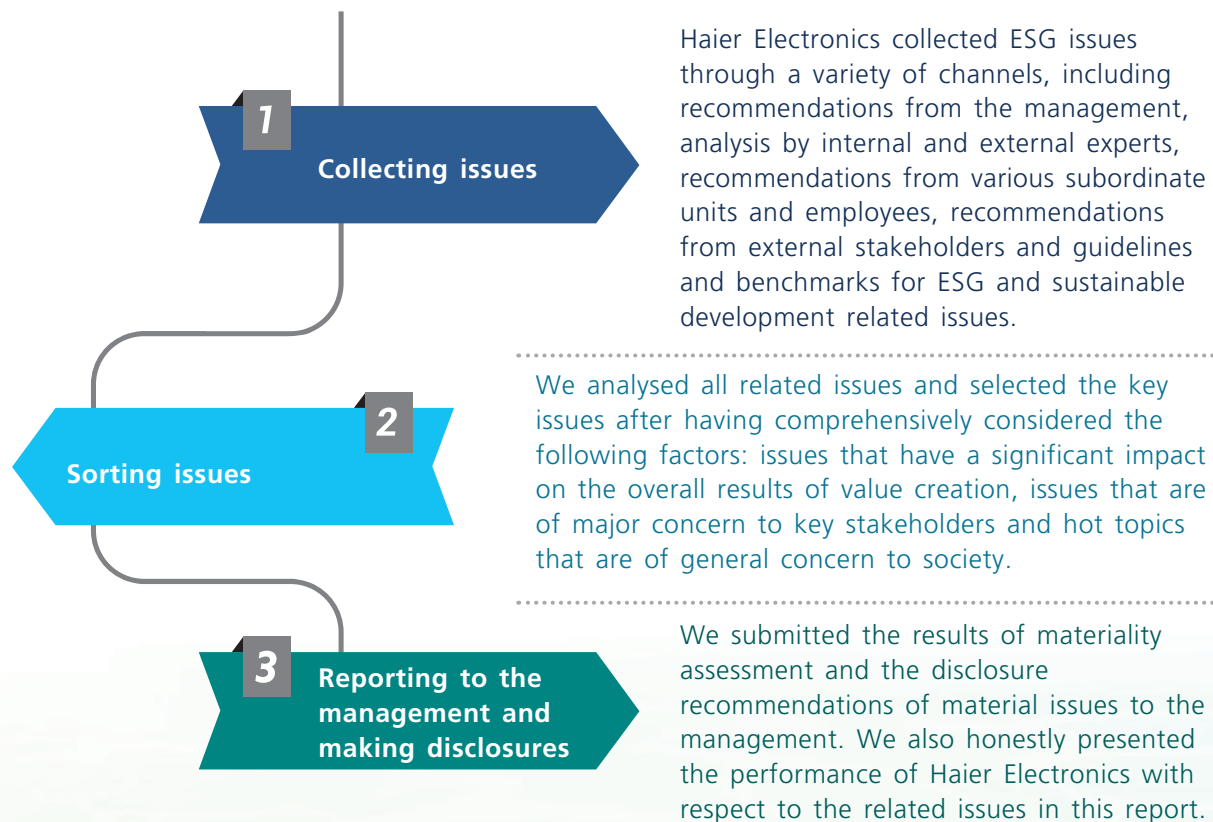 1
Collecting issues
Haier Electronics collected ESG issues
through a variety of channels, including
recommendations from the management,
analysis by internal and external experts,
recommendations from various subordinate
units and employees, recommendations
from external stakeholders and guidelines
and benchmarks for ESG and sustainable
development related issues.
2
Sorting issues
We analysed all related issues and selected the key
issues after having comprehensively considered the
following factors: issues that have a significant impact
on the overall results of value creation, issues that are
of major concern to key stakeholders and hot topics
that are of general concern to society.
3
Reporting to the
management and
making disclosures
We submitted the results of materiality
assessment and the disclosure
recommendations of material issues to the
management. We also honestly presented
the performance of Haier Electronics with
respect to the related issues in this report.